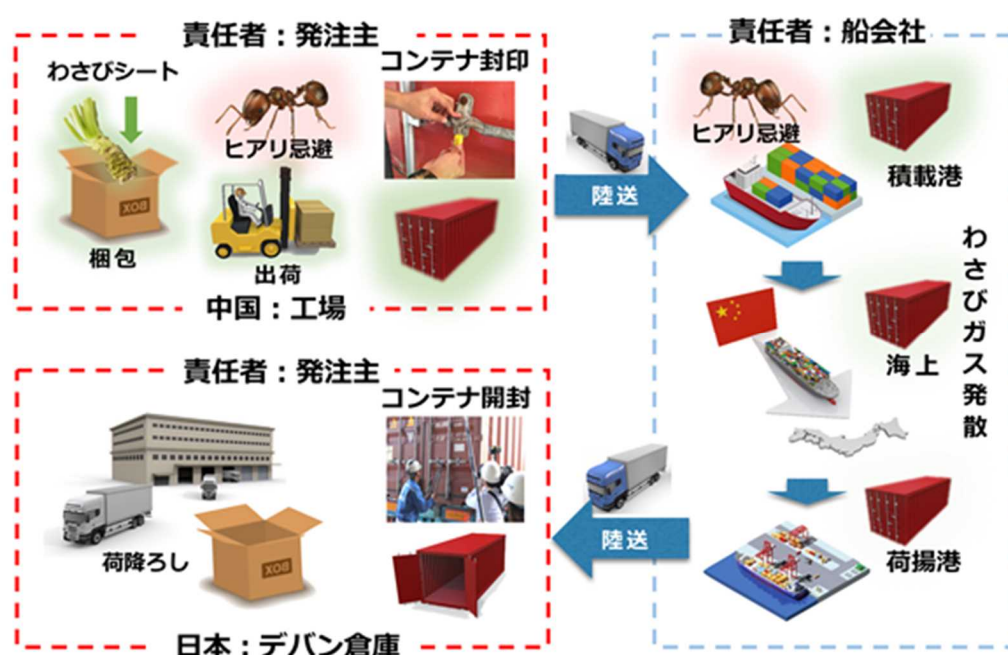 責任者：発注主
わさびシート
コンテナ封印
ヒアリ忌避
BOX
梱包
出荷
中国：工場
陸送
責任者：船会社
ヒアリ忌避
積載港
わさびガス発散
海上
荷揚港
陸送
責任者：発注主
コンテナ開封
荷降ろし
BOX
日本：デバン倉庫